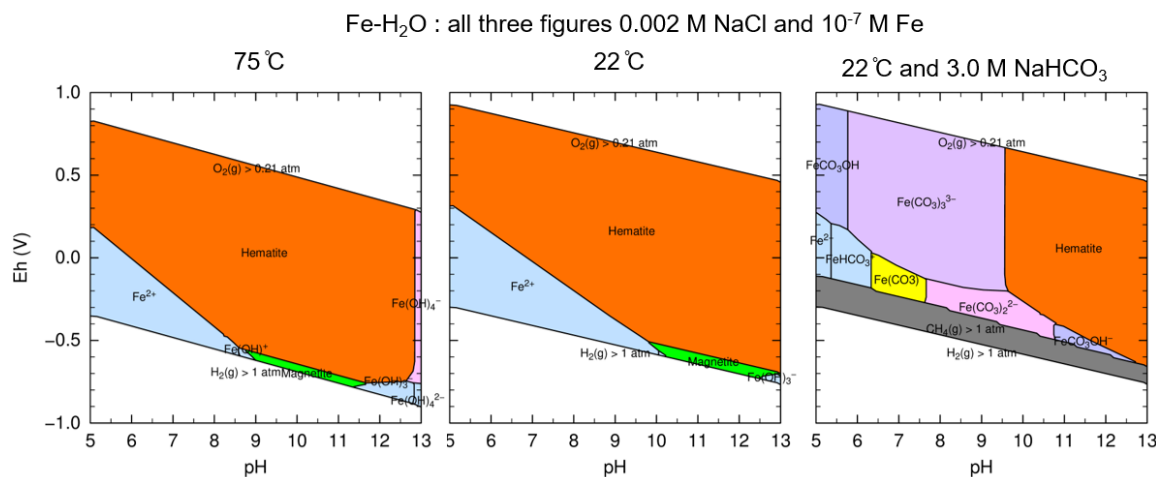 Fe-H₂O : all three figures 0.002 M NaCl and 10⁻⁷ M Fe
75 ℃
22 ℃
22 ℃ and 3.0 M NaHCO₃
Eh (V)
1.0
0.5
0.0
−0.5
−1.0
O₂(g) > 0.21 atm
Hematite
Fe²⁺
Fe(OH)⁺
H₂(g) > 1 atm
Magnetite
Fe(OH)₃⁻
Fe(OH)₄⁻
Fe(OH)₄²⁻
5 6 7 8 9 10 11 12 13
pH
O₂(g) > 0.21 atm
Hematite
Fe²⁺
H₂(g) > 1 atm
Magnetite
Fe(OH)₃⁻
5 6 7 8 9 10 11 12 13
pH
O₂(g) > 0.21 atm
FeCO₃OH
Fe(CO₃)₃³⁻
Hematite
Fe²⁺
FeHCO₃⁺
Fe(CO3)
Fe(CO₃)₂²⁻
CH₄(g) > 1 atm
FeCO₃OH⁻
H₂(g) > 1 atm
5 6 7 8 9 10 11 12 13
pH